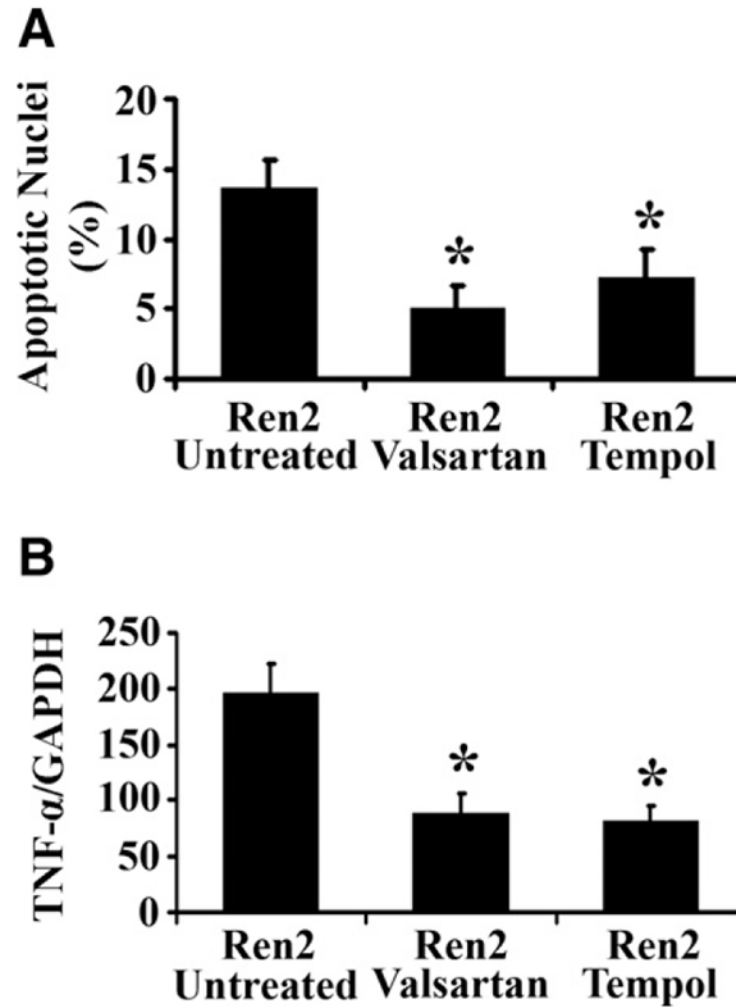 A
Apoptotic Nuclei
(%)
20
15
10
5
0
*
*
Ren2
Untreated
Ren2
Valsartan
Ren2
Tempol
B
TNF-α/GAPDH
250
200
150
100
50
0
*
*
Ren2
Untreated
Ren2
Valsartan
Ren2
Tempol